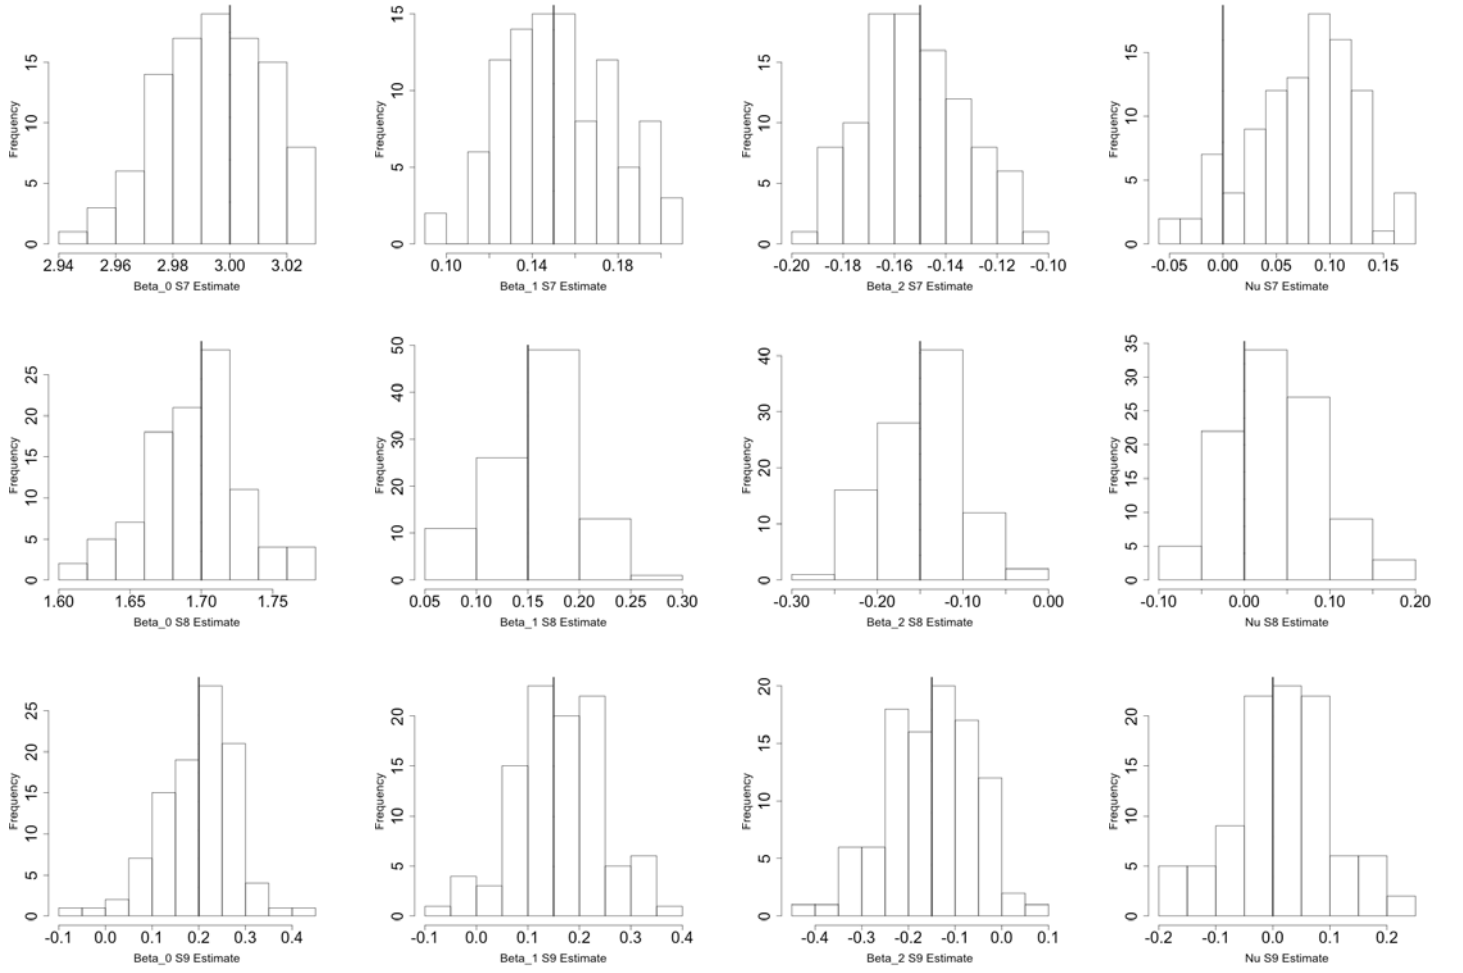 Frequency
0 5 10 15
2.94 2.96 2.98 3.00 3.02
Beta_0 S7 Estimate
Frequency
0 5 10 15
0.10 0.14 0.18
Beta_1 S7 Estimate
Frequency
0 5 10 15
-0.20 -0.18 -0.16 -0.14 -0.12 -0.10
Beta_2 S7 Estimate
Frequency
0 5 10 15
-0.05 0.00 0.05 0.10 0.15
Nu S7 Estimate
Frequency
0 5 10 15 20 25
1.60 1.65 1.70 1.75
Beta_0 S8 Estimate
Frequency
0 10 20 30 40 50
0.05 0.10 0.15 0.20 0.25 0.30
Beta_1 S8 Estimate
Frequency
0 10 20 30 40
-0.30 -0.20 -0.10 0.00
Beta_2 S8 Estimate
Frequency
0 5 10 15 20 25 30 35
-0.10 0.00 0.10 0.20
Nu S8 Estimate
Frequency
0 5 10 15 20 25
-0.1 0.0 0.1 0.2 0.3 0.4
Beta_0 S9 Estimate
Frequency
0 5 10 15 20
-0.1 0.0 0.1 0.2 0.3 0.4
Beta_1 S9 Estimate
Frequency
0 5 10 15 20
-0.4 -0.3 -0.2 -0.1 0.0 0.1
Beta_2 S9 Estimate
Frequency
0 5 10 15 20
-0.2 -0.1 0.0 0.1 0.2
Nu S9 Estimate